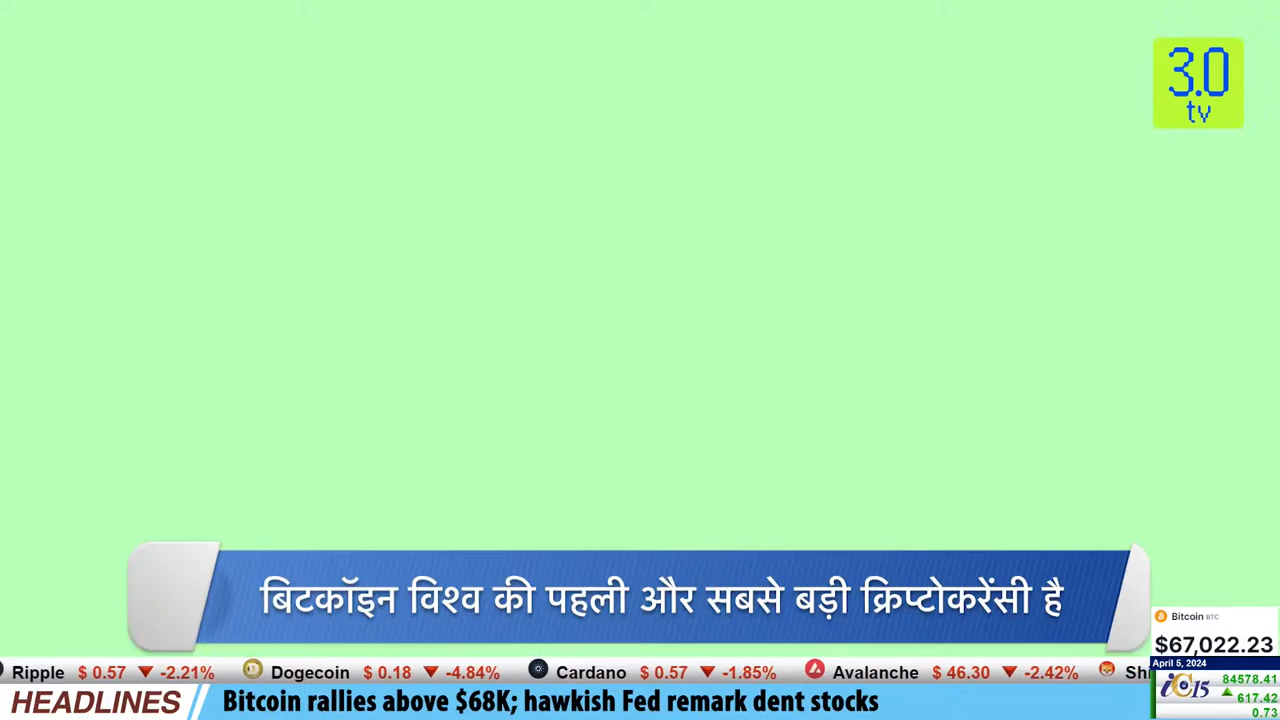 3.0
tv
बिटकॉइन विश्व की पहली और सबसे बड़ी क्रिप्टोकरेंसी है
Bitcoin BTC
$67,022.23
Ripple $ 0.57 -2.21% Dogecoin $ 0.18 -4.84% Cardano $ 0.57 -1.85% Avalanche $ 46.30 -2.42% Shi
April 5, 2024
iC15 84578.41
617.42
0.73
HEADLINES Bitcoin rallies above $68K; hawkish Fed remark dent stocks